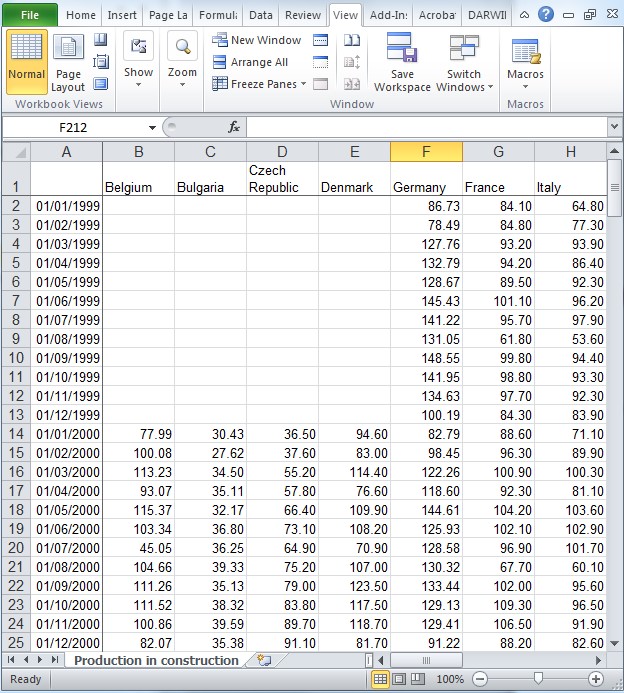 File Home Insert Page La Formula Data Review View Add-Ins Acrobat DARWII
Normal Page Layout Show Zoom New Window Arrange All Freeze Panes Save Workspace Switch Windows Macros
Workbook Views Window Macros
F212 fx
A B C D E F G H
1 Belgium Bulgaria Czech Republic Denmark Germany France Italy
2 01/01/1999 86.73 84.10 64.80
3 01/02/1999 78.49 84.80 77.30
4 01/03/1999 127.76 93.20 93.90
5 01/04/1999 132.79 94.20 86.40
6 01/05/1999 128.67 89.50 92.30
7 01/06/1999 145.43 101.10 96.20
8 01/07/1999 141.22 95.70 97.90
9 01/08/1999 131.05 61.80 53.60
10 01/09/1999 148.55 99.80 94.40
11 01/10/1999 141.95 98.80 93.30
12 01/11/1999 134.63 97.70 92.30
13 01/12/1999 100.19 84.30 83.90
14 01/01/2000 77.99 30.43 36.50 94.60 82.79 88.60 71.10
15 01/02/2000 100.08 27.62 37.60 83.00 98.45 96.30 89.90
16 01/03/2000 113.23 34.50 55.20 114.40 122.26 100.90 100.30
17 01/04/2000 93.07 35.11 57.80 76.60 118.60 92.30 81.10
18 01/05/2000 115.37 32.17 66.40 109.90 144.61 104.20 103.60
19 01/06/2000 103.34 36.80 73.10 108.20 125.93 102.10 102.90
20 01/07/2000 45.05 36.25 64.90 70.90 128.58 96.90 101.70
21 01/08/2000 104.66 39.33 75.20 107.00 130.32 67.70 60.10
22 01/09/2000 111.26 35.13 79.00 123.50 133.44 102.00 95.60
23 01/10/2000 111.52 38.32 83.80 117.50 129.13 109.30 96.50
24 01/11/2000 100.86 39.59 89.70 118.70 129.41 106.50 91.90
25 01/12/2000 82.07 35.38 91.10 81.70 91.22 88.20 82.60
Production in construction
Ready 100%